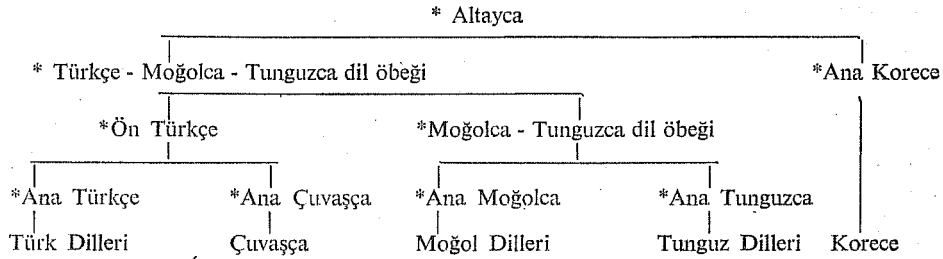 * Altayca
* Türkçe - Moğolca - Tunguzca dil öbeği *Ana Korece
*Ön Türkçe *Moğolca - Tunguzca dil öbeği
*Ana Türkçe *Ana Çuvaşça *Ana Moğolca *Ana Tunguzca
Türk Dilleri Çuvaşça Moğol Dilleri Tunguz Dilleri Korece